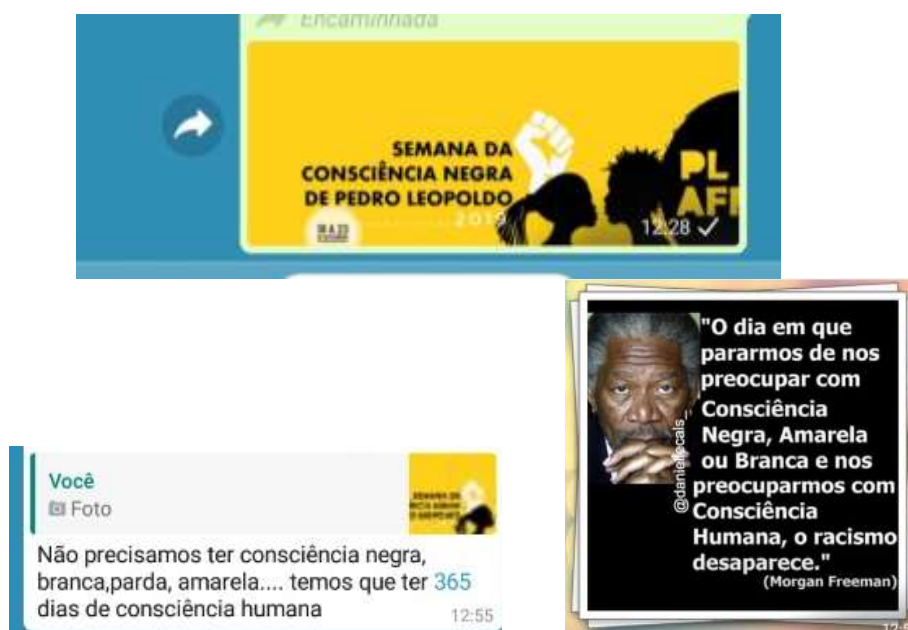 Encaminhada
SEMANA DA
CONSCIÊNCIA NEGRA
DE PEDRO LEOPOLDO
2019
PL
12:28
Você
Foto
Não precisamos ter consciência negra,
branca,parda, amarela.... temos que ter 365
dias de consciência humana
12:55
"O dia em que
pararmos de nos
preocupar com
Consciência
Negra, Amarela
ou Branca e nos
preocuparmos com
Consciência
Humana, o racismo
desaparece."
(Morgan Freeman)